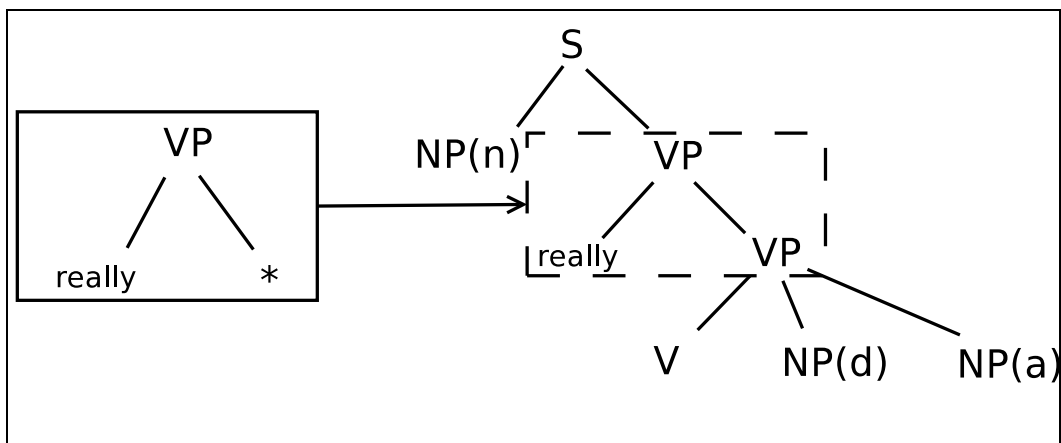 VP
really *
S
NP(n) VP
really VP
V NP(d) NP(a)